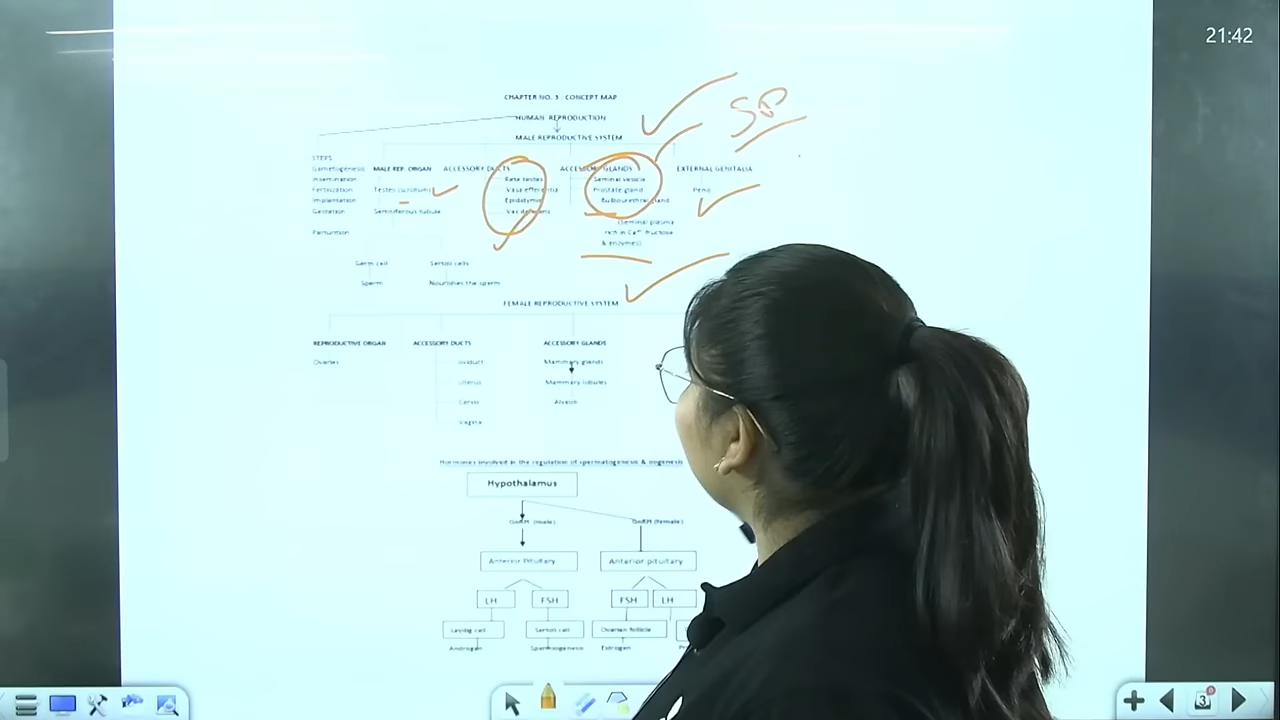 21:42
CHAPTER NO. 3 : CONCEPT MAP
HUMAN REPRODUCTION
MALE REPRODUCTIVE SYSTEM
STEPS
Gametogenesis
Insemination
Fertilization
Implantation
Gestation
Parturition
MALE REP. ORGAN
Testes (scrotum)
Seminiferous tubule
Germ cell
Sperm
Sertoli cells
Nourishes the sperm
ACCESSORY DUCTS
Rete testes
Vasa efferentia
Epididymis
Vas deferens
ACCESSORY GLANDS
Seminal vesicle
Prostate gland
Bulbourethral gland
(Seminal plasma
rich in Ca²⁺ fructose
& enzymes)
SP
EXTERNAL GENITALIA
Penis
FEMALE REPRODUCTIVE SYSTEM
REPRODUCTIVE ORGAN
Ovaries
ACCESSORY DUCTS
Oviduct
Uterus
Cervix
Vagina
ACCESSORY GLANDS
Mammary glands
Mammary lobules
Alveoli
Hormones involved in the regulation of spermatogenesis & oogenesis
Hypothalamus
GnRH (male) GnRH (female)
Anterior Pituitary Anterior pituitary
LH FSH FSH LH
Leydig cell Sertoli cell Ovarian follicle
Androgen Spermiogenesis Estrogen
3